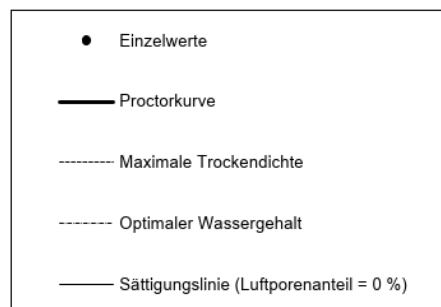 Einzelwerte
Proctorkurve
Maximale Trockendichte
Optimaler Wassergehalt
Sättigungslinie (Luftporenanteil = 0 %)